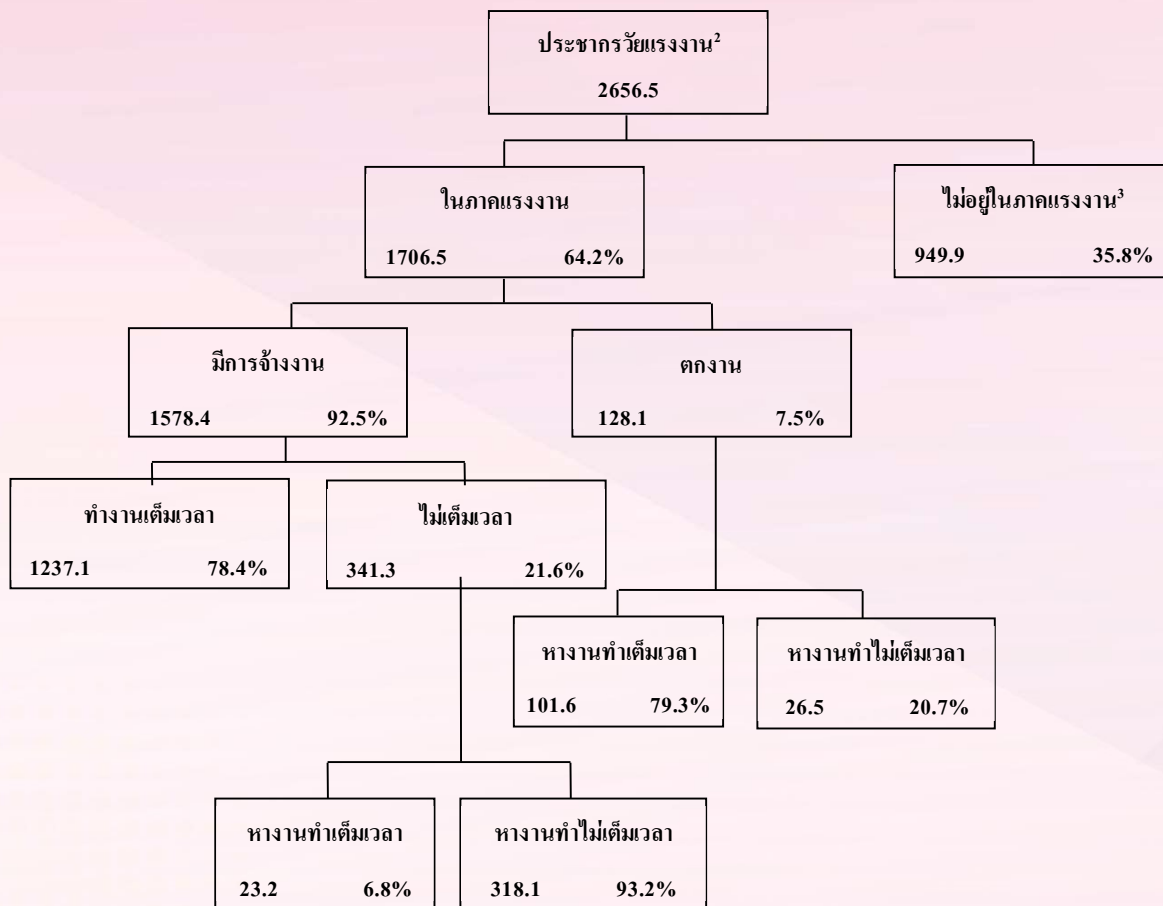 ประชากรวัยแรงงาน²
2656.5
ในภาคแรงงาน
1706.5 64.2%
ไม่อยู่ในภาคแรงงาน³
949.9 35.8%
มีการจ้างงาน
1578.4 92.5%
ตกงาน
128.1 7.5%
ทำงานเต็มเวลา
1237.1 78.4%
ไม่เต็มเวลา
341.3 21.6%
หางานทำเต็มเวลา
101.6 79.3%
หางานทำไม่เต็มเวลา
26.5 20.7%
หางานทำเต็มเวลา
23.2 6.8%
หางานทำไม่เต็มเวลา
318.1 93.2%